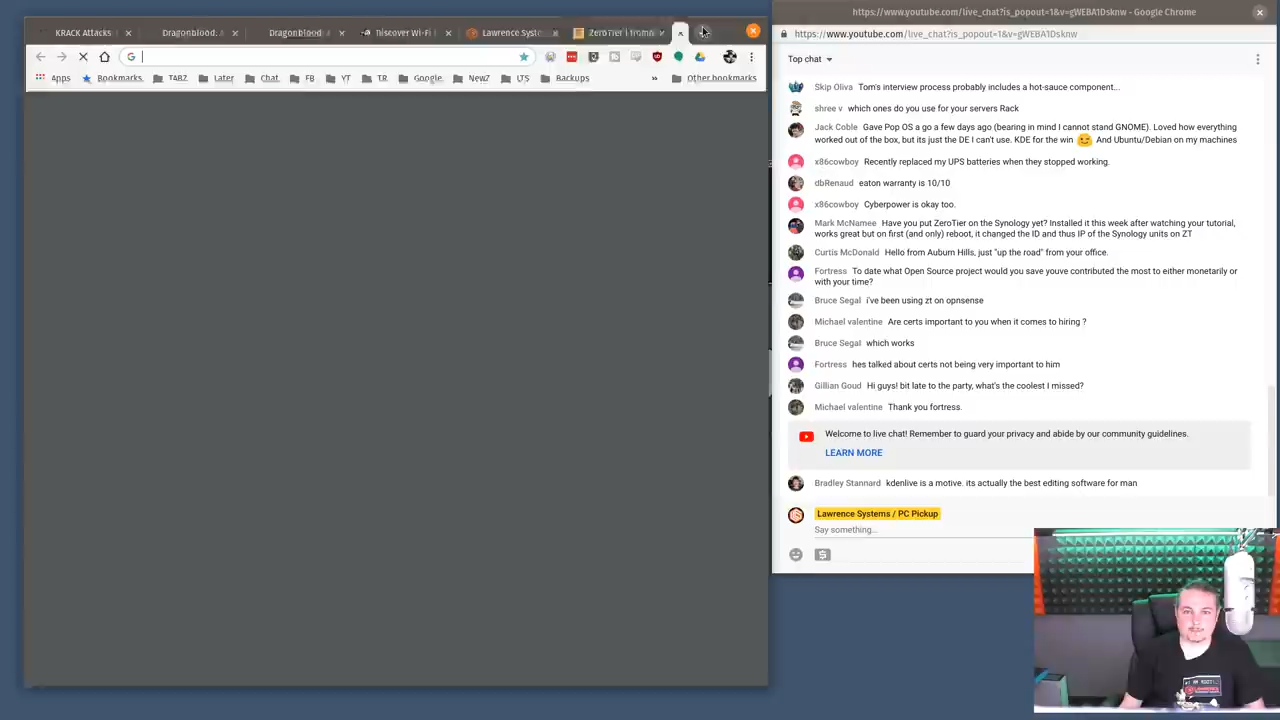 KRACK Attacks
Dragonblood: A
Dragonblood
Discover Wi-Fi
Lawrence Syste
ZeroTier | Troma
Apps
Bookmarks
TABZ
Later
Chat
FB
YT
TR
Google
NewZ
LTS
Backups
»
Other bookmarks
https://www.youtube.com/live_chat?is_popout=1&v=gWEBA1Dsknw - Google Chrome
https://www.youtube.com/live_chat?is_popout=1&v=gWEBA1Dsknw
Top chat
Skip Oliva Tom's interview process probably includes a hot-sauce component...
shree v which ones do you use for your servers Rack
Jack Coble Gave Pop OS a go a few days ago (bearing in mind I cannot stand GNOME). Loved how everything
worked out of the box, but its just the DE I can't use. KDE for the win And Ubuntu/Debian on my machines
x86cowboy Recently replaced my UPS batteries when they stopped working.
dbRenaud eaton warranty is 10/10
x86cowboy Cyberpower is okay too.
Mark McNamee Have you put ZeroTier on the Synology yet? Installed it this week after watching your tutorial,
works great but on first (and only) reboot, it changed the ID and thus IP of the Synology units on ZT
Curtis McDonald Hello from Auburn Hills, just "up the road" from your office.
Fortress To date what Open Source project would you save youve contributed the most to either monetarily or
with your time?
Bruce Segal i've been using zt on opnsense
Michael valentine Are certs important to you when it comes to hiring ?
Bruce Segal which works
Fortress hes talked about certs not being very important to him
Gillian Goud Hi guys! bit late to the party, what's the coolest I missed?
Michael valentine Thank you fortress.
Welcome to live chat! Remember to guard your privacy and abide by our community guidelines.
LEARN MORE
Bradley Stannard kdenlive is a motive. its actually the best editing software for man
Lawrence Systems / PC Pickup
Say something...